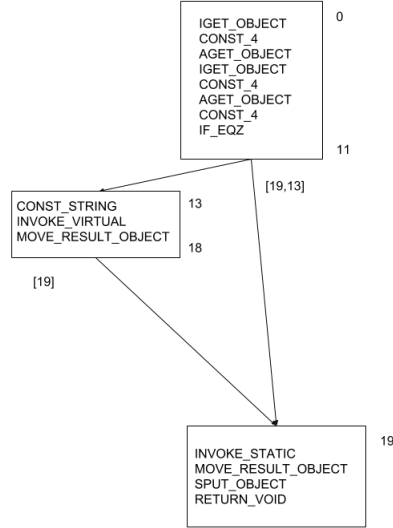 IGET_OBJECT
CONST_4
AGET_OBJECT
IGET_OBJECT
CONST_4
AGET_OBJECT
CONST_4
IF_EQZ
0
11
[19,13]
CONST_STRING
INVOKE_VIRTUAL
MOVE_RESULT_OBJECT
13
18
[19]
INVOKE_STATIC
MOVE_RESULT_OBJECT
SPUT_OBJECT
RETURN_VOID
19